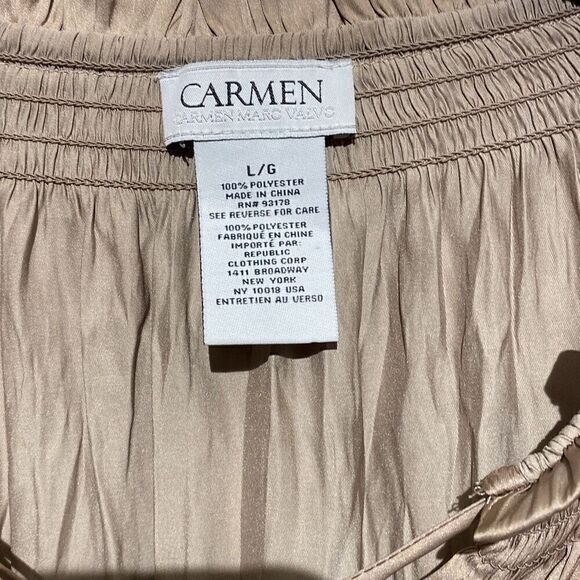 CARMEN
CARMEN MARC VALVO
L/G
100% POLYESTER
MADE IN CHINA
RN# 93178
SEE REVERSE FOR CARE
100% POLYESTER
FABRIQUÉ EN CHINE
IMPORTÉ PAR:
REPUBLIC
CLOTHING CORP
1411 BROADWAY
NEW YORK
NY 10018 USA
ENTRETIEN AU VERSO